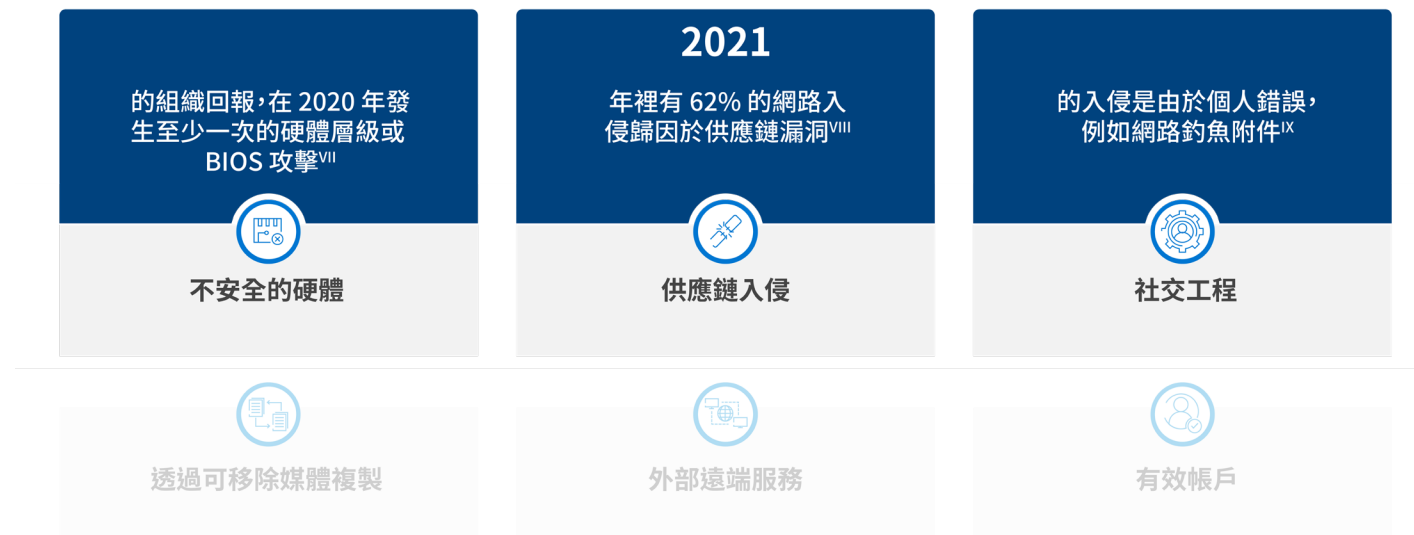 的組織回報，在 2020 年發
生至少一次的硬體層級或
BIOS 攻擊VII
不安全的硬體
2021
年裡有 62% 的網路入
侵歸因於供應鏈漏洞VIII
供應鏈入侵
的入侵是由於個人錯誤，
例如網路釣魚附件IX
社交工程
透過可移除媒體複製
外部遠端服務
有效帳戶